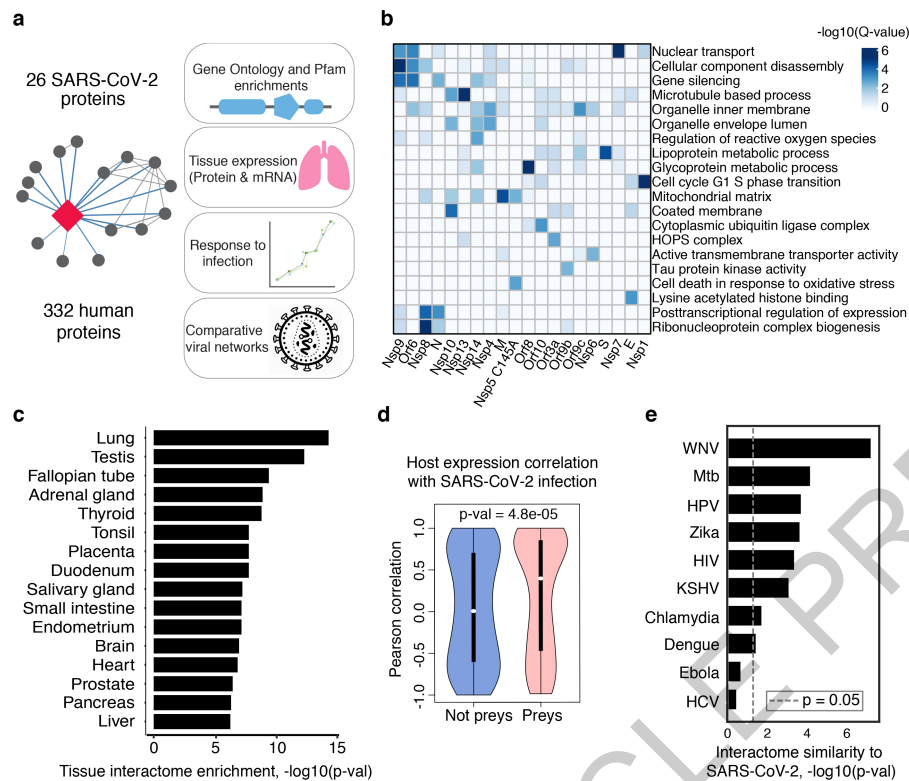 a
26 SARS-CoV-2
proteins
332 human
proteins
Gene Ontology and Pfam
enrichments
Tissue expression
(Protein & mRNA)
Response to
infection
Comparative
viral networks
b
-log10(Q-value)
6
4
2
0
Nuclear transport
Cellular component disassembly
Gene silencing
Microtubule based process
Organelle inner membrane
Organelle envelope lumen
Regulation of reactive oxygen species
Lipoprotein metabolic process
Glycoprotein metabolic process
Cell cycle G1 S phase transition
Mitochondrial matrix
Coated membrane
Cytoplasmic ubiquitin ligase complex
HOPS complex
Active transmembrane transporter activity
Tau protein kinase activity
Cell death in response to oxidative stress
Lysine acetylated histone binding
Posttranscriptional regulation of expression
Ribonucleoprotein complex biogenesis
Nsp9
Orf6
Nsp8
N
Nsp10
Nsp13
Nsp14
Nsp4
M
Nsp5 C145A
Orf8
Orf10
Orf3a
Orf9b
Orf9c
Nsp6
S
Nsp7
E
Nsp1
c
Lung
Testis
Fallopian tube
Adrenal gland
Thyroid
Tonsil
Placenta
Duodenum
Salivary gland
Small intestine
Endometrium
Brain
Heart
Prostate
Pancreas
Liver
0 5 10 15
Tissue interactome enrichment, -log10(p-val)
d
Host expression correlation
with SARS-CoV-2 infection
p-val = 4.8e-05
Pearson correlation
1.0
0.5
0.0
-1.0
Not preys Preys
e
WNV
Mtb
HPV
Zika
HIV
KSHV
Chlamydia
Dengue
Ebola
HCV
p = 0.05
0 2 4 6
Interactome similarity to
SARS-CoV-2, -log10(p-val)
CLE PR